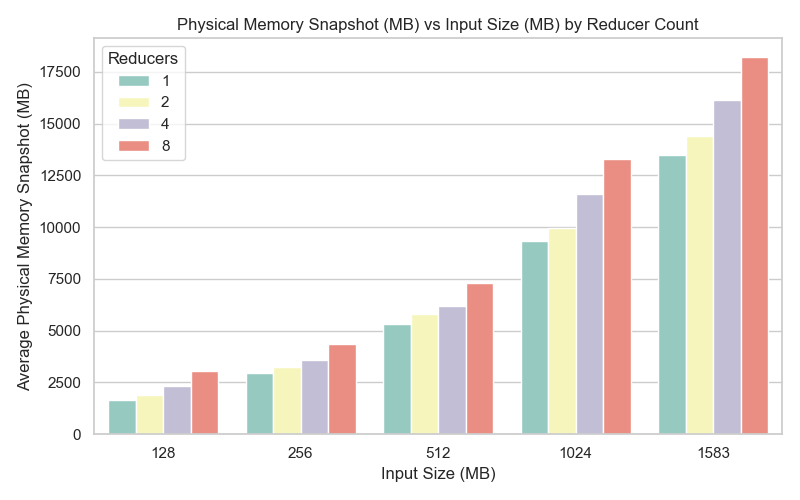 Physical Memory Snapshot (MB) vs Input Size (MB) by Reducer Count
Reducers
1
2
4
8
Average Physical Memory Snapshot (MB)
17500
15000
12500
10000
7500
5000
2500
0
128 256 512 1024 1583
Input Size (MB)